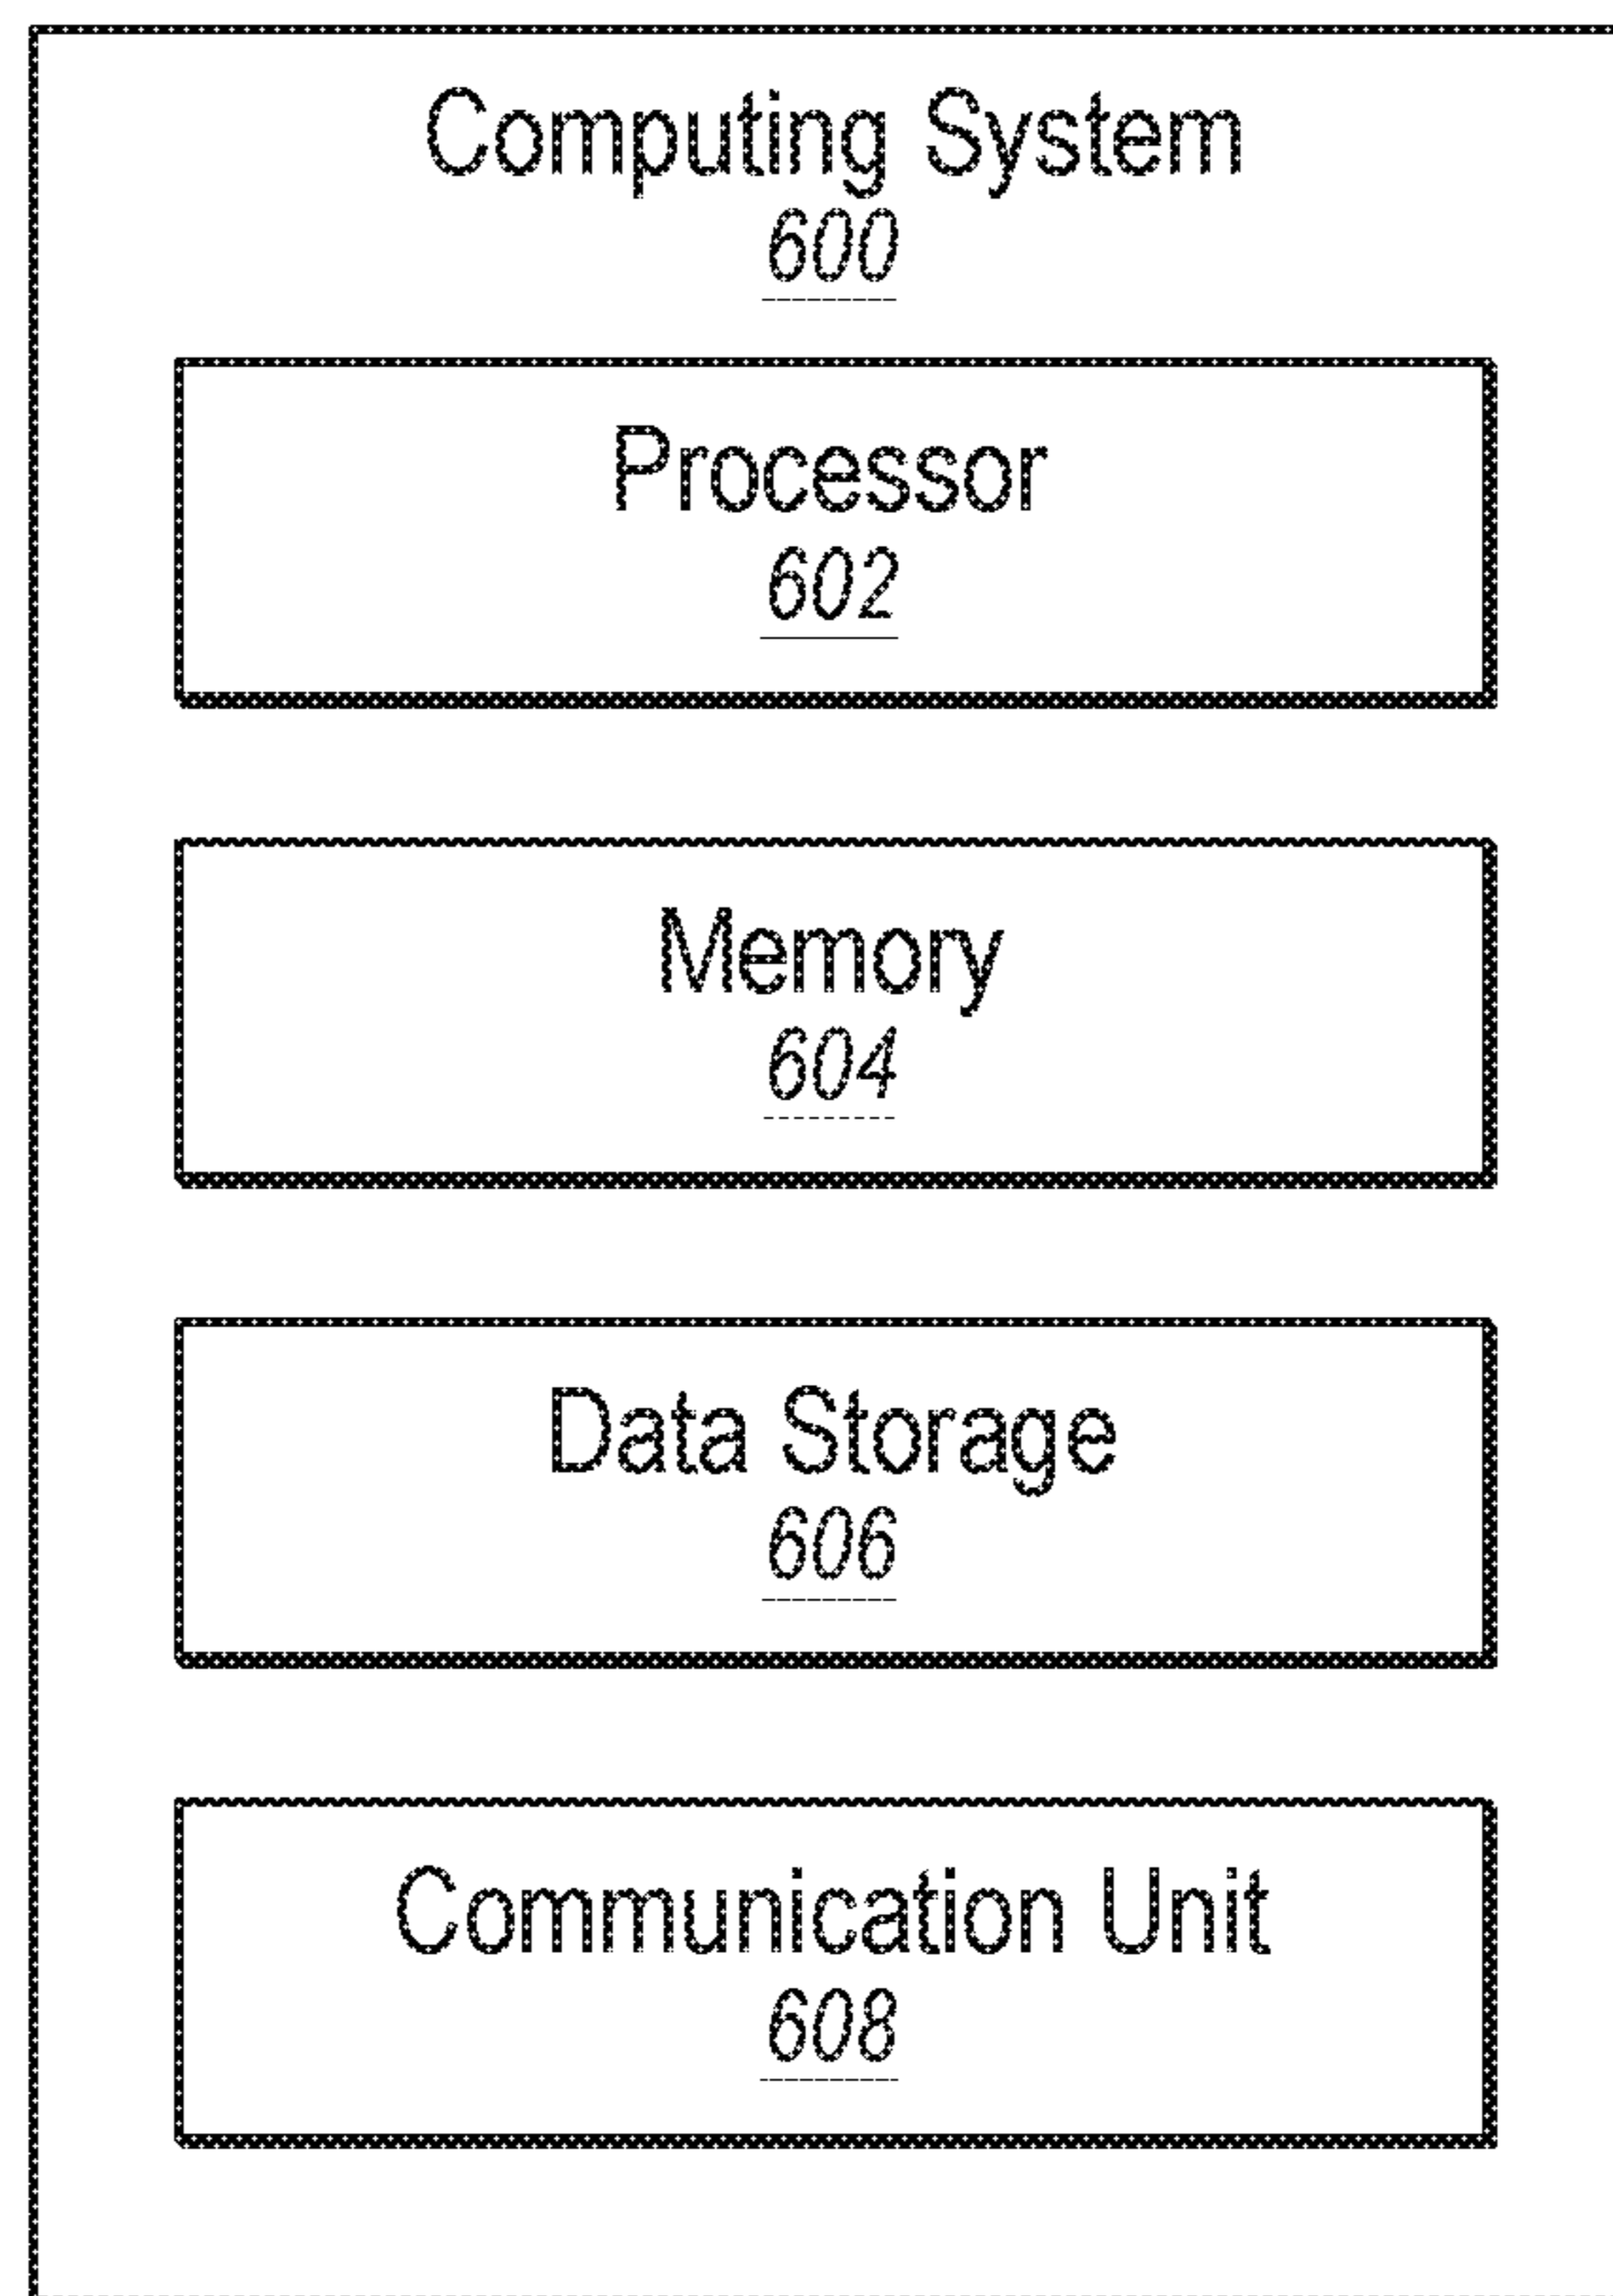 Computing System
600
Processor
602
Memory
604
Data Storage
606
Communication Unit
608